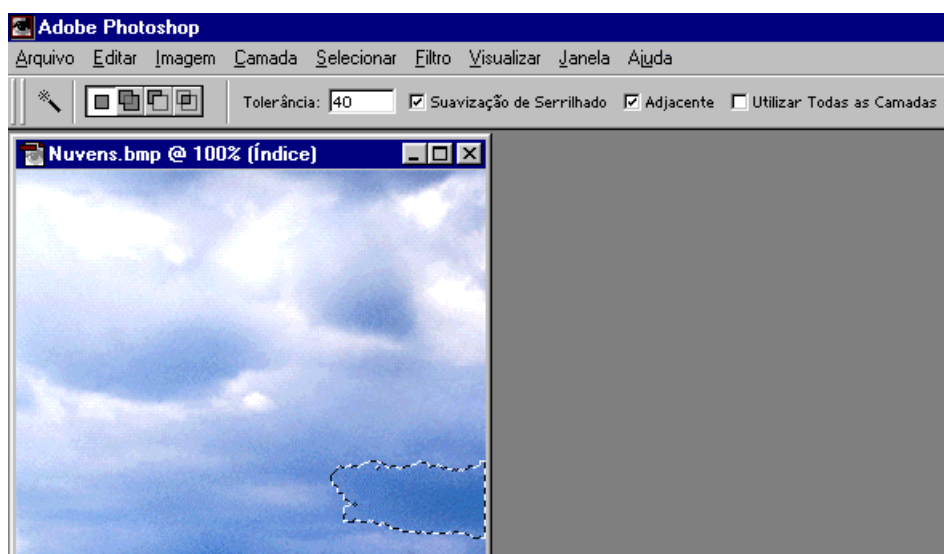 Adobe Photoshop
Arquivo Editar Imagem Camada Selecionar Filtro Visualizar Janela Ajuda
Tolerância: 40 Suavização de Serrilhado Adjacente Utilizar Todas as Camadas
Nuvens.bmp @ 100% (Índice)